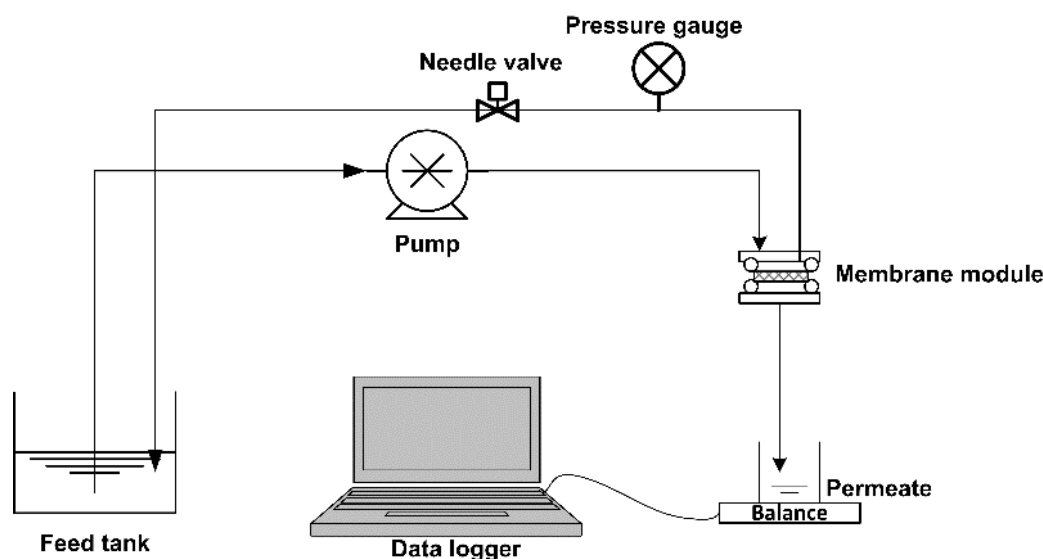 Pressure gauge
Needle valve
Pump
Membrane module
Permeate
Balance
Feed tank
Data logger